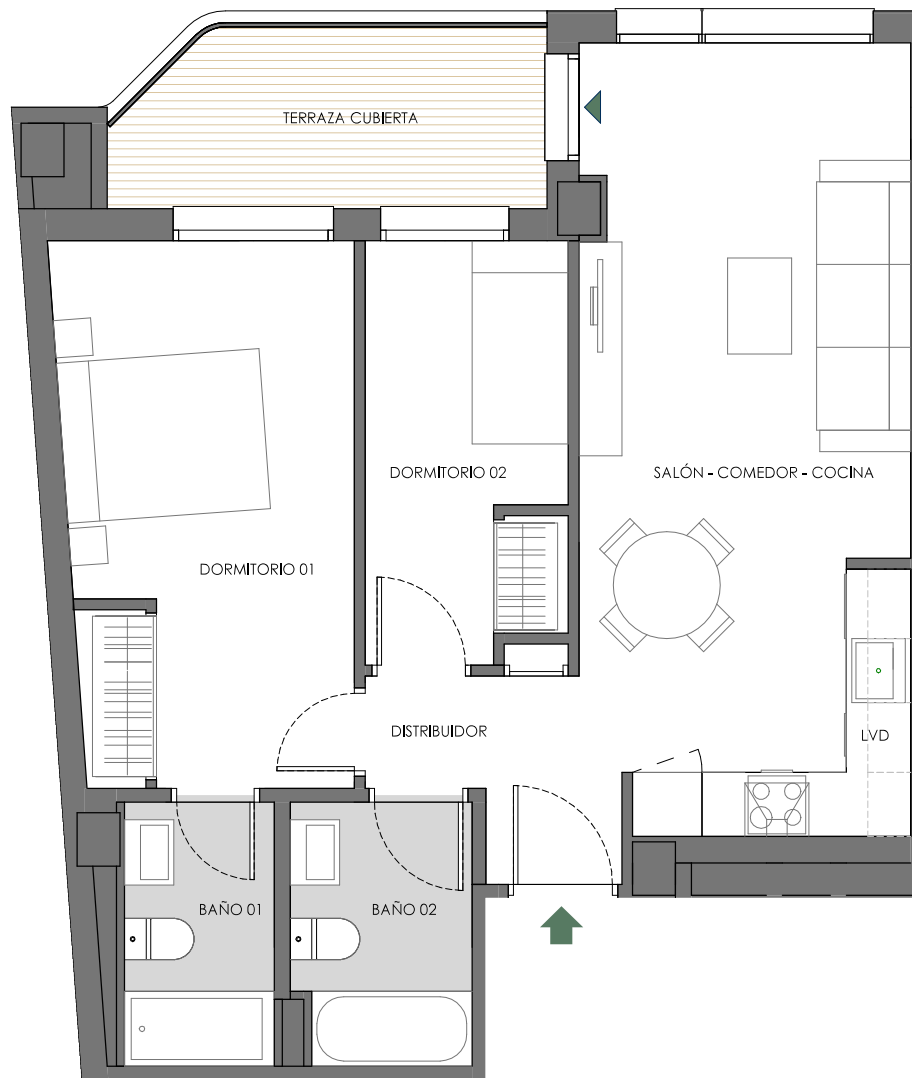 TERRAZA CUBIERTA
DORMITORIO 02
SALÓN - COMEDOR - COCINA
DORMITORIO 01
DISTRIBUIDOR
LVD
BAÑO 01
BAÑO 02